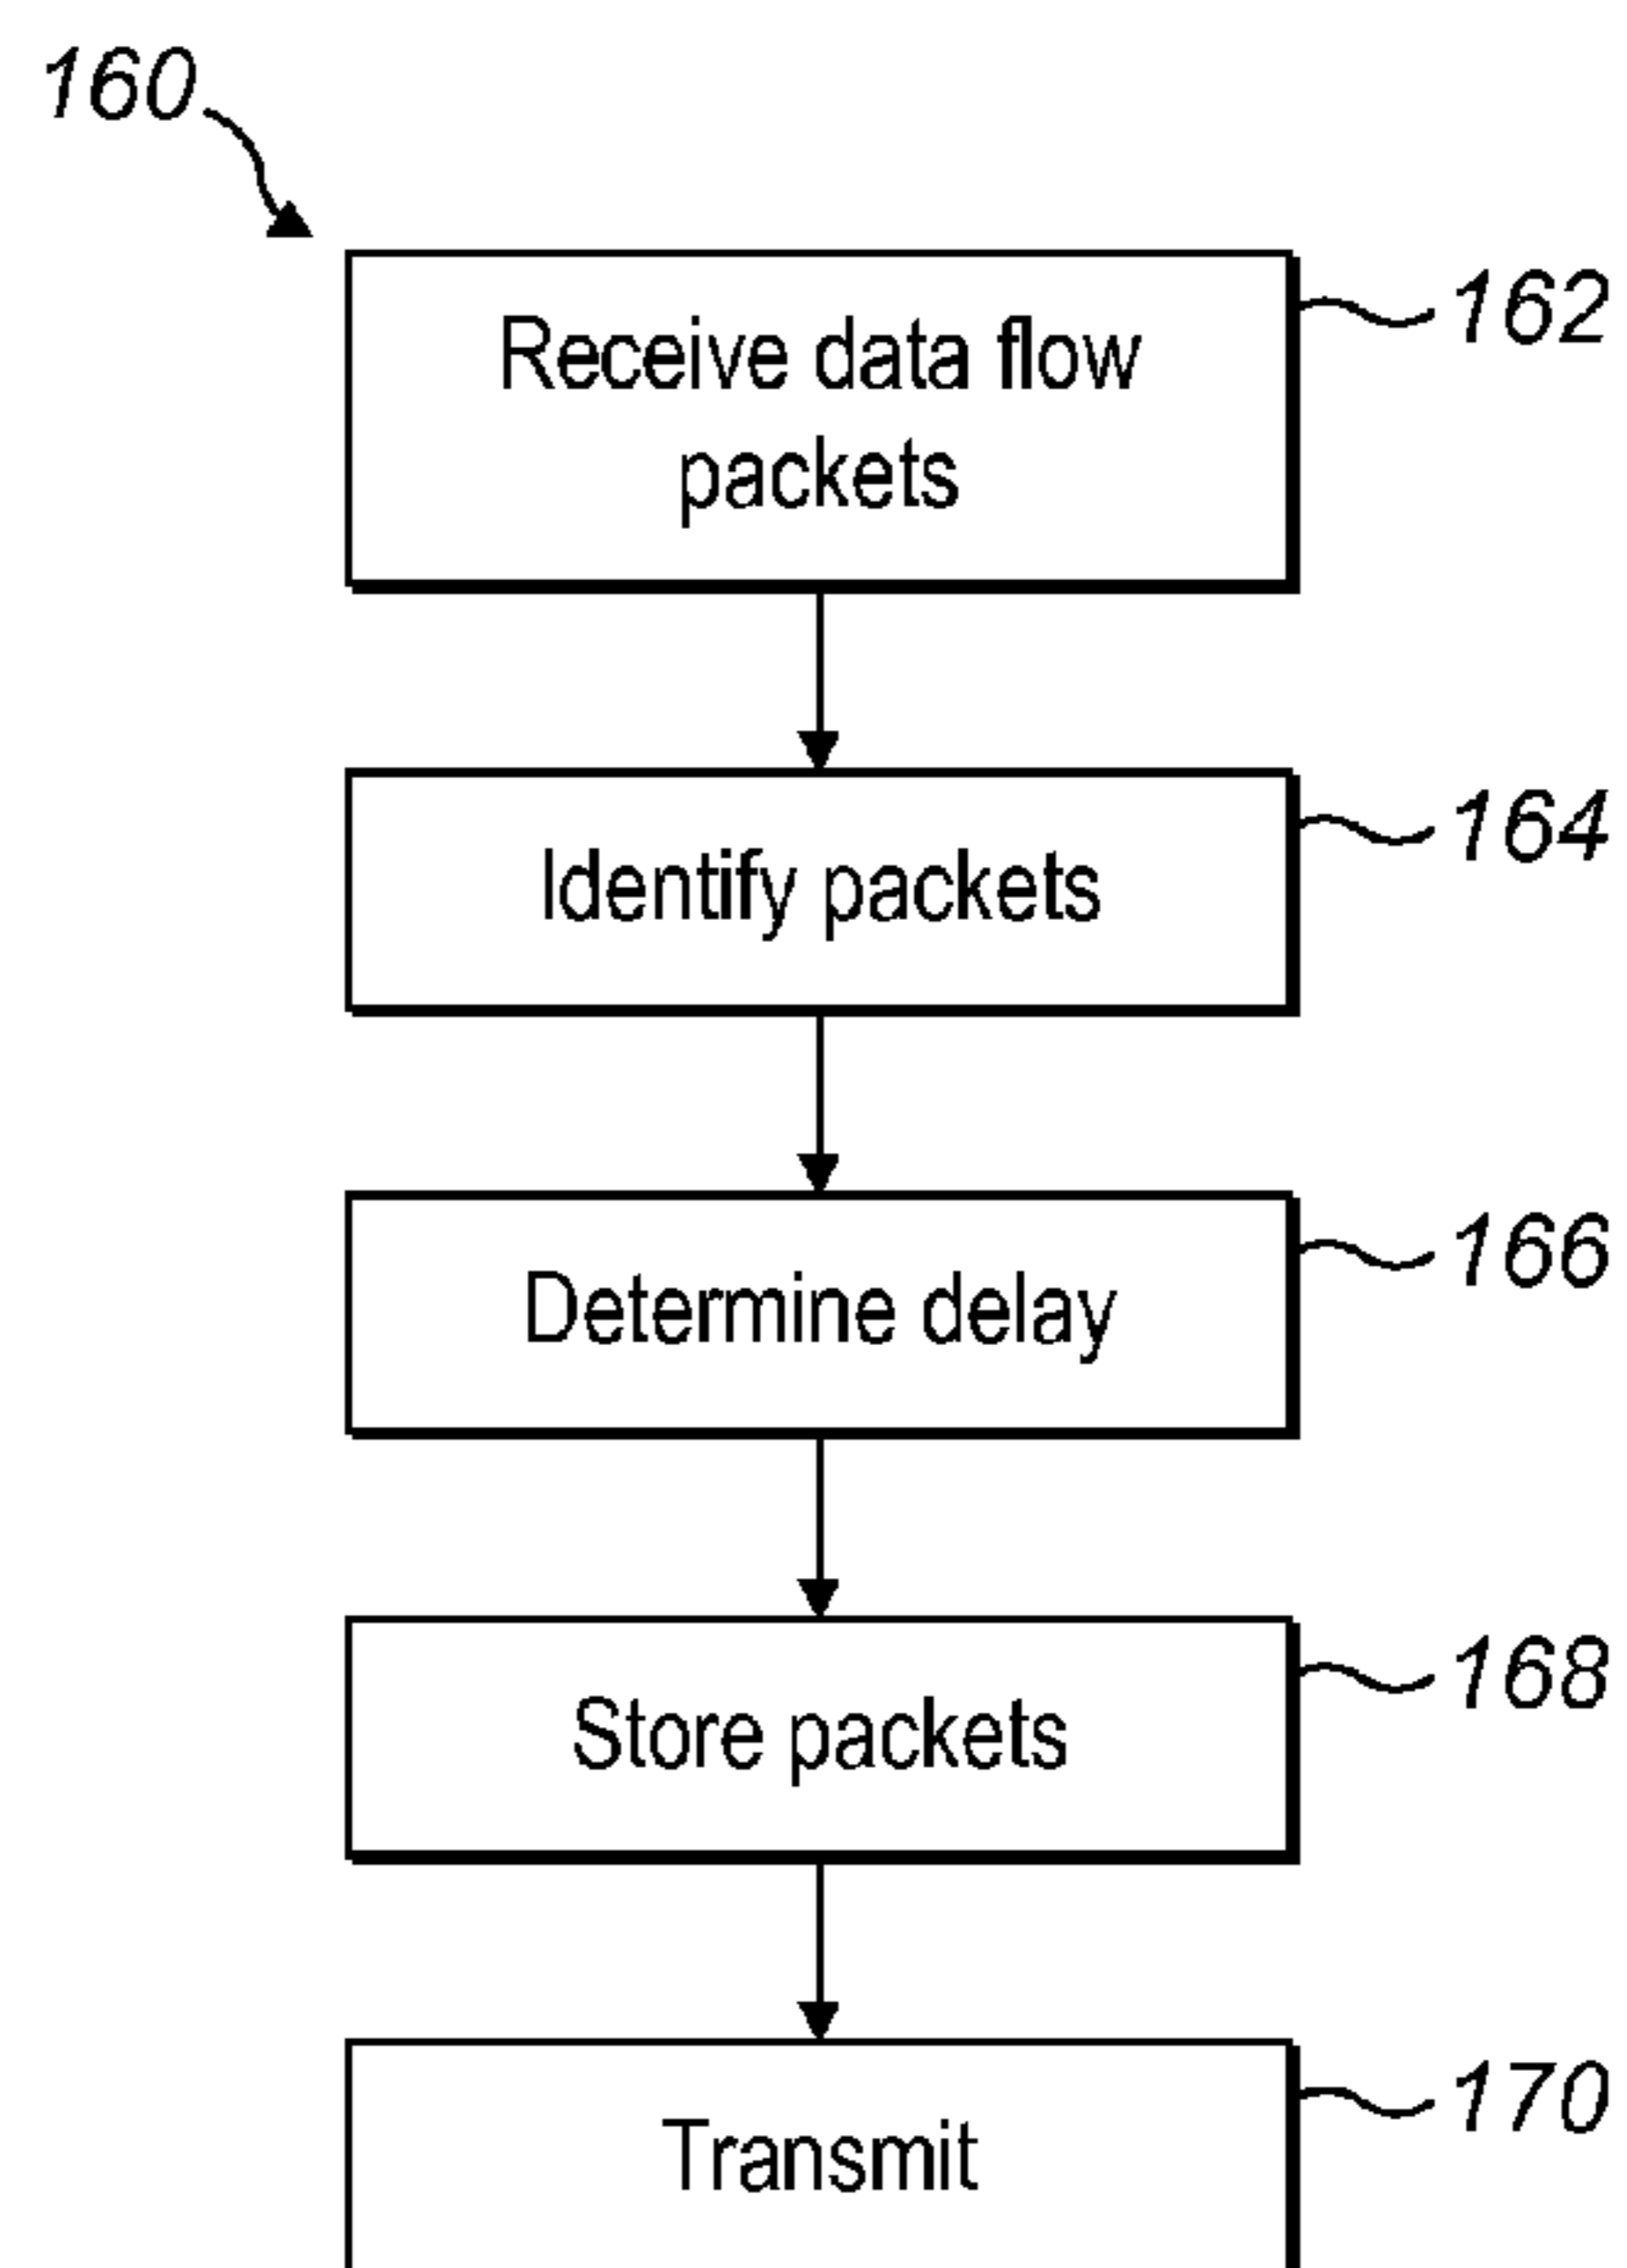 160
Receive data flow
packets
162
Identify packets
164
Determine delay
166
Store packets
168
Transmit
170